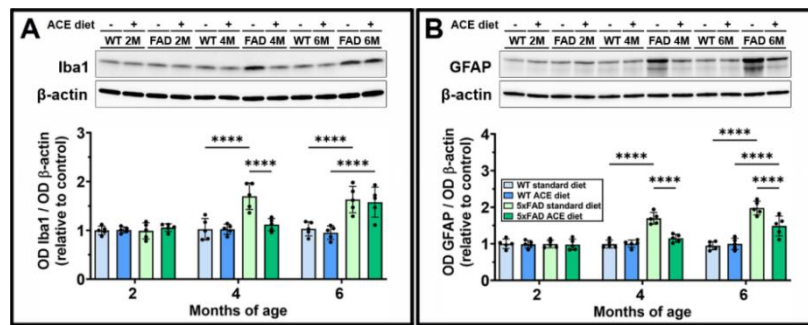 A
ACE diet - + - + - + - + - + - +
WT 2M FAD 2M WT 4M FAD 4M WT 6M FAD 6M
Iba1
β-actin
OD Iba1 / OD β-actin
(relative to control)
3
2
1
0
**** ****
**** ****
2 4 6
Months of age
B
ACE diet - + - + - + - + - + - +
WT 2M FAD 2M WT 4M FAD 4M WT 6M FAD 6M
GFAP
β-actin
OD GFAP / OD β-actin
(relative to control)
4
3
2
1
0
****
**** ****
**** ****
WT standard diet
WT ACE diet
5xFAD standard diet
5xFAD ACE diet
2 4 6
Months of age